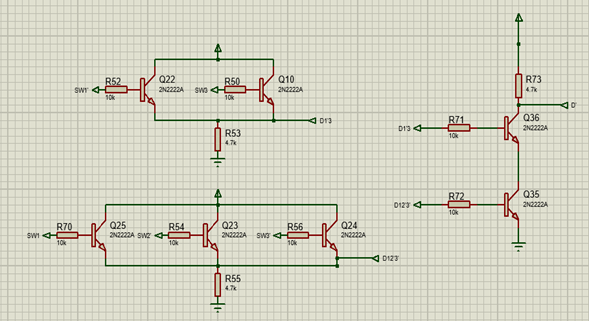 R52
10k
SW1'
Q22
2N2222A
R50
10k
SW3
Q10
2N2222A
D1'3
R53
4.7k
R73
4.7k
D'
Q36
2N2222A
D1'3
R71
10k
Q35
2N2222A
D12'3'
R72
10k
SW1
R70
10k
Q25
2N2222A
SW2'
R54
10k
Q23
2N2222A
SW3'
R56
10k
Q24
2N2222A
D12'3'
R55
4.7k